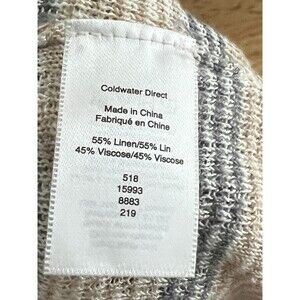 Coldwater Direct
Made in China
Fabriqué en Chine
55% Linen/55% Lin
45% Viscose/45% Viscose
518
15993
8883
219